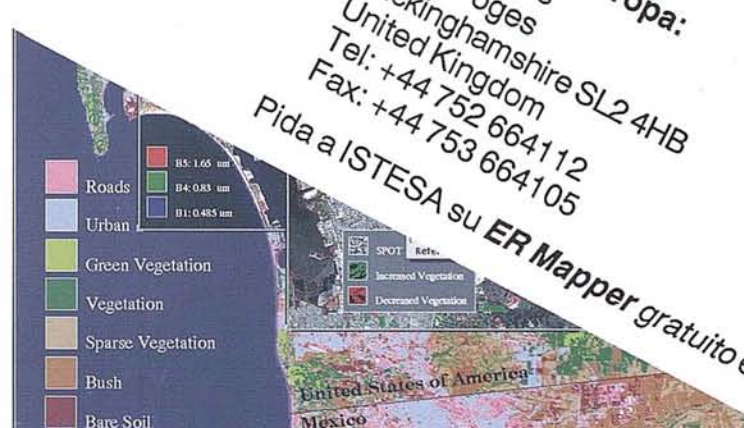 opa:
United Kingdom
Tel: +44 752 664112
Fax: +44 753 664105
Pida a ISTESA su ER Mapper gratuito
SL2 4HB
B5: 1.65 um
B4: 0.83 um
B1: 0.485 um
Roads
Urban
Green Vegetation
Vegetation
Sparse Vegetation
Bush
Bare Soil
SPOT
Increased Vegetation
Decreased Vegetation
United States of America
Mexico